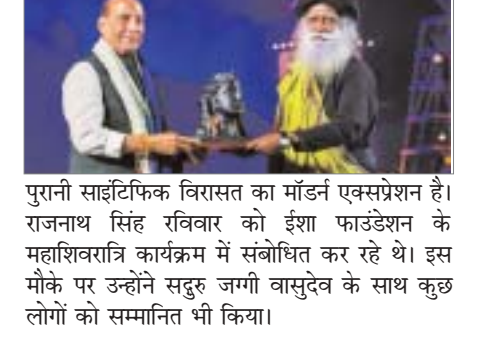 पुरानी साइंटिफिक विरासत का मॉडर्न एक्सप्रेशन है।
राजनाथ सिंह रविवार को ईशा फाउंडेशन के
महाशिवरात्रि कार्यक्रम में संबोधित कर रहे थे। इस
मौके पर उन्होंने सद्गुरु जग्गी वासुदेव के साथ कुछ
लोगों को सम्मानित भी किया।